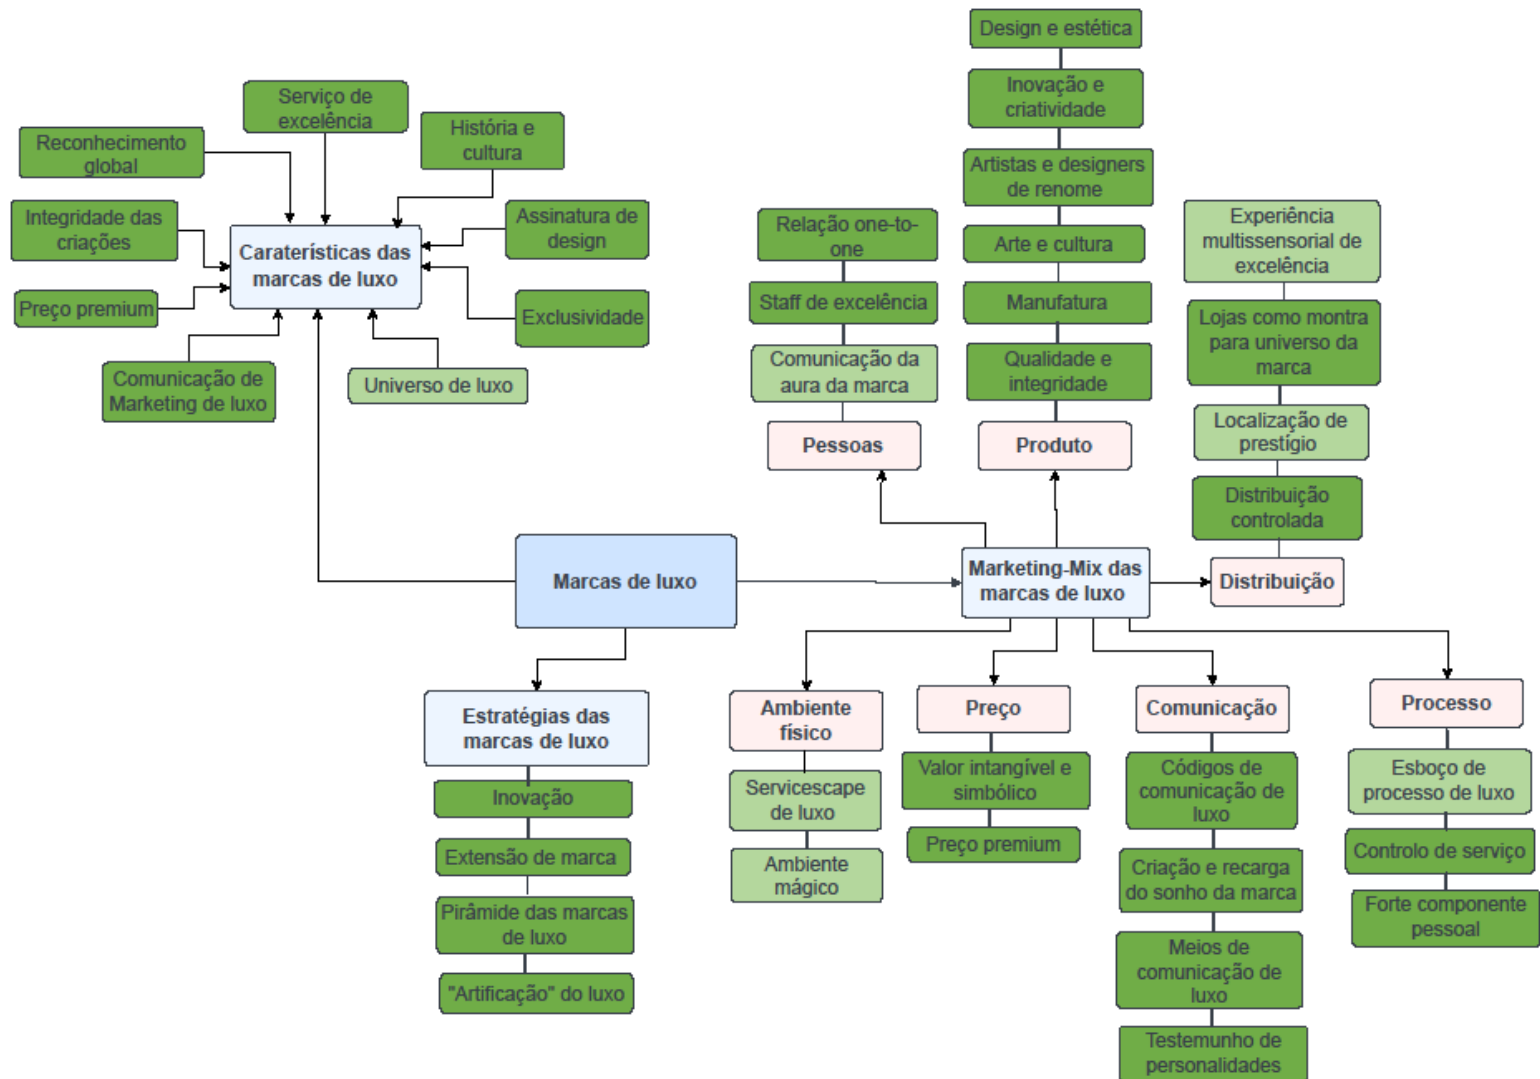 Design e estética
Inovação e
criatividade
Artistas e designers
de renome
Arte e cultura
Manufatura
Qualidade e
integridade
Produto
Serviço de
excelência
História e
cultura
Reconhecimento
global
Integridade das
criações
Assinatura de
design
Caraterísticas das
marcas de luxo
Preço premium
Exclusividade
Comunicação de
Marketing de luxo
Universo de luxo
Relação one-to-
one
Staff de excelência
Comunicação da
aura da marca
Pessoas
Experiência
multissensorial de
excelência
Lojas como montra
para universo da
marca
Localização de
prestígio
Distribuição
controlada
Distribuição
Marcas de luxo
Marketing-Mix das
marcas de luxo
Estratégias das
marcas de luxo
Inovação
Extensão de marca
Pirâmide das marcas
de luxo
"Artificação" do luxo
Ambiente
físico
Servicescape
de luxo
Ambiente
mágico
Preço
Valor intangível e
simbólico
Preço premium
Comunicação
Códigos de
comunicação de
luxo
Criação e recarga
do sonho da marca
Meios de
comunicação de
luxo
Testemunho de
personalidades
Processo
Esboço de
processo de luxo
Controlo de serviço
Forte componente
pessoal